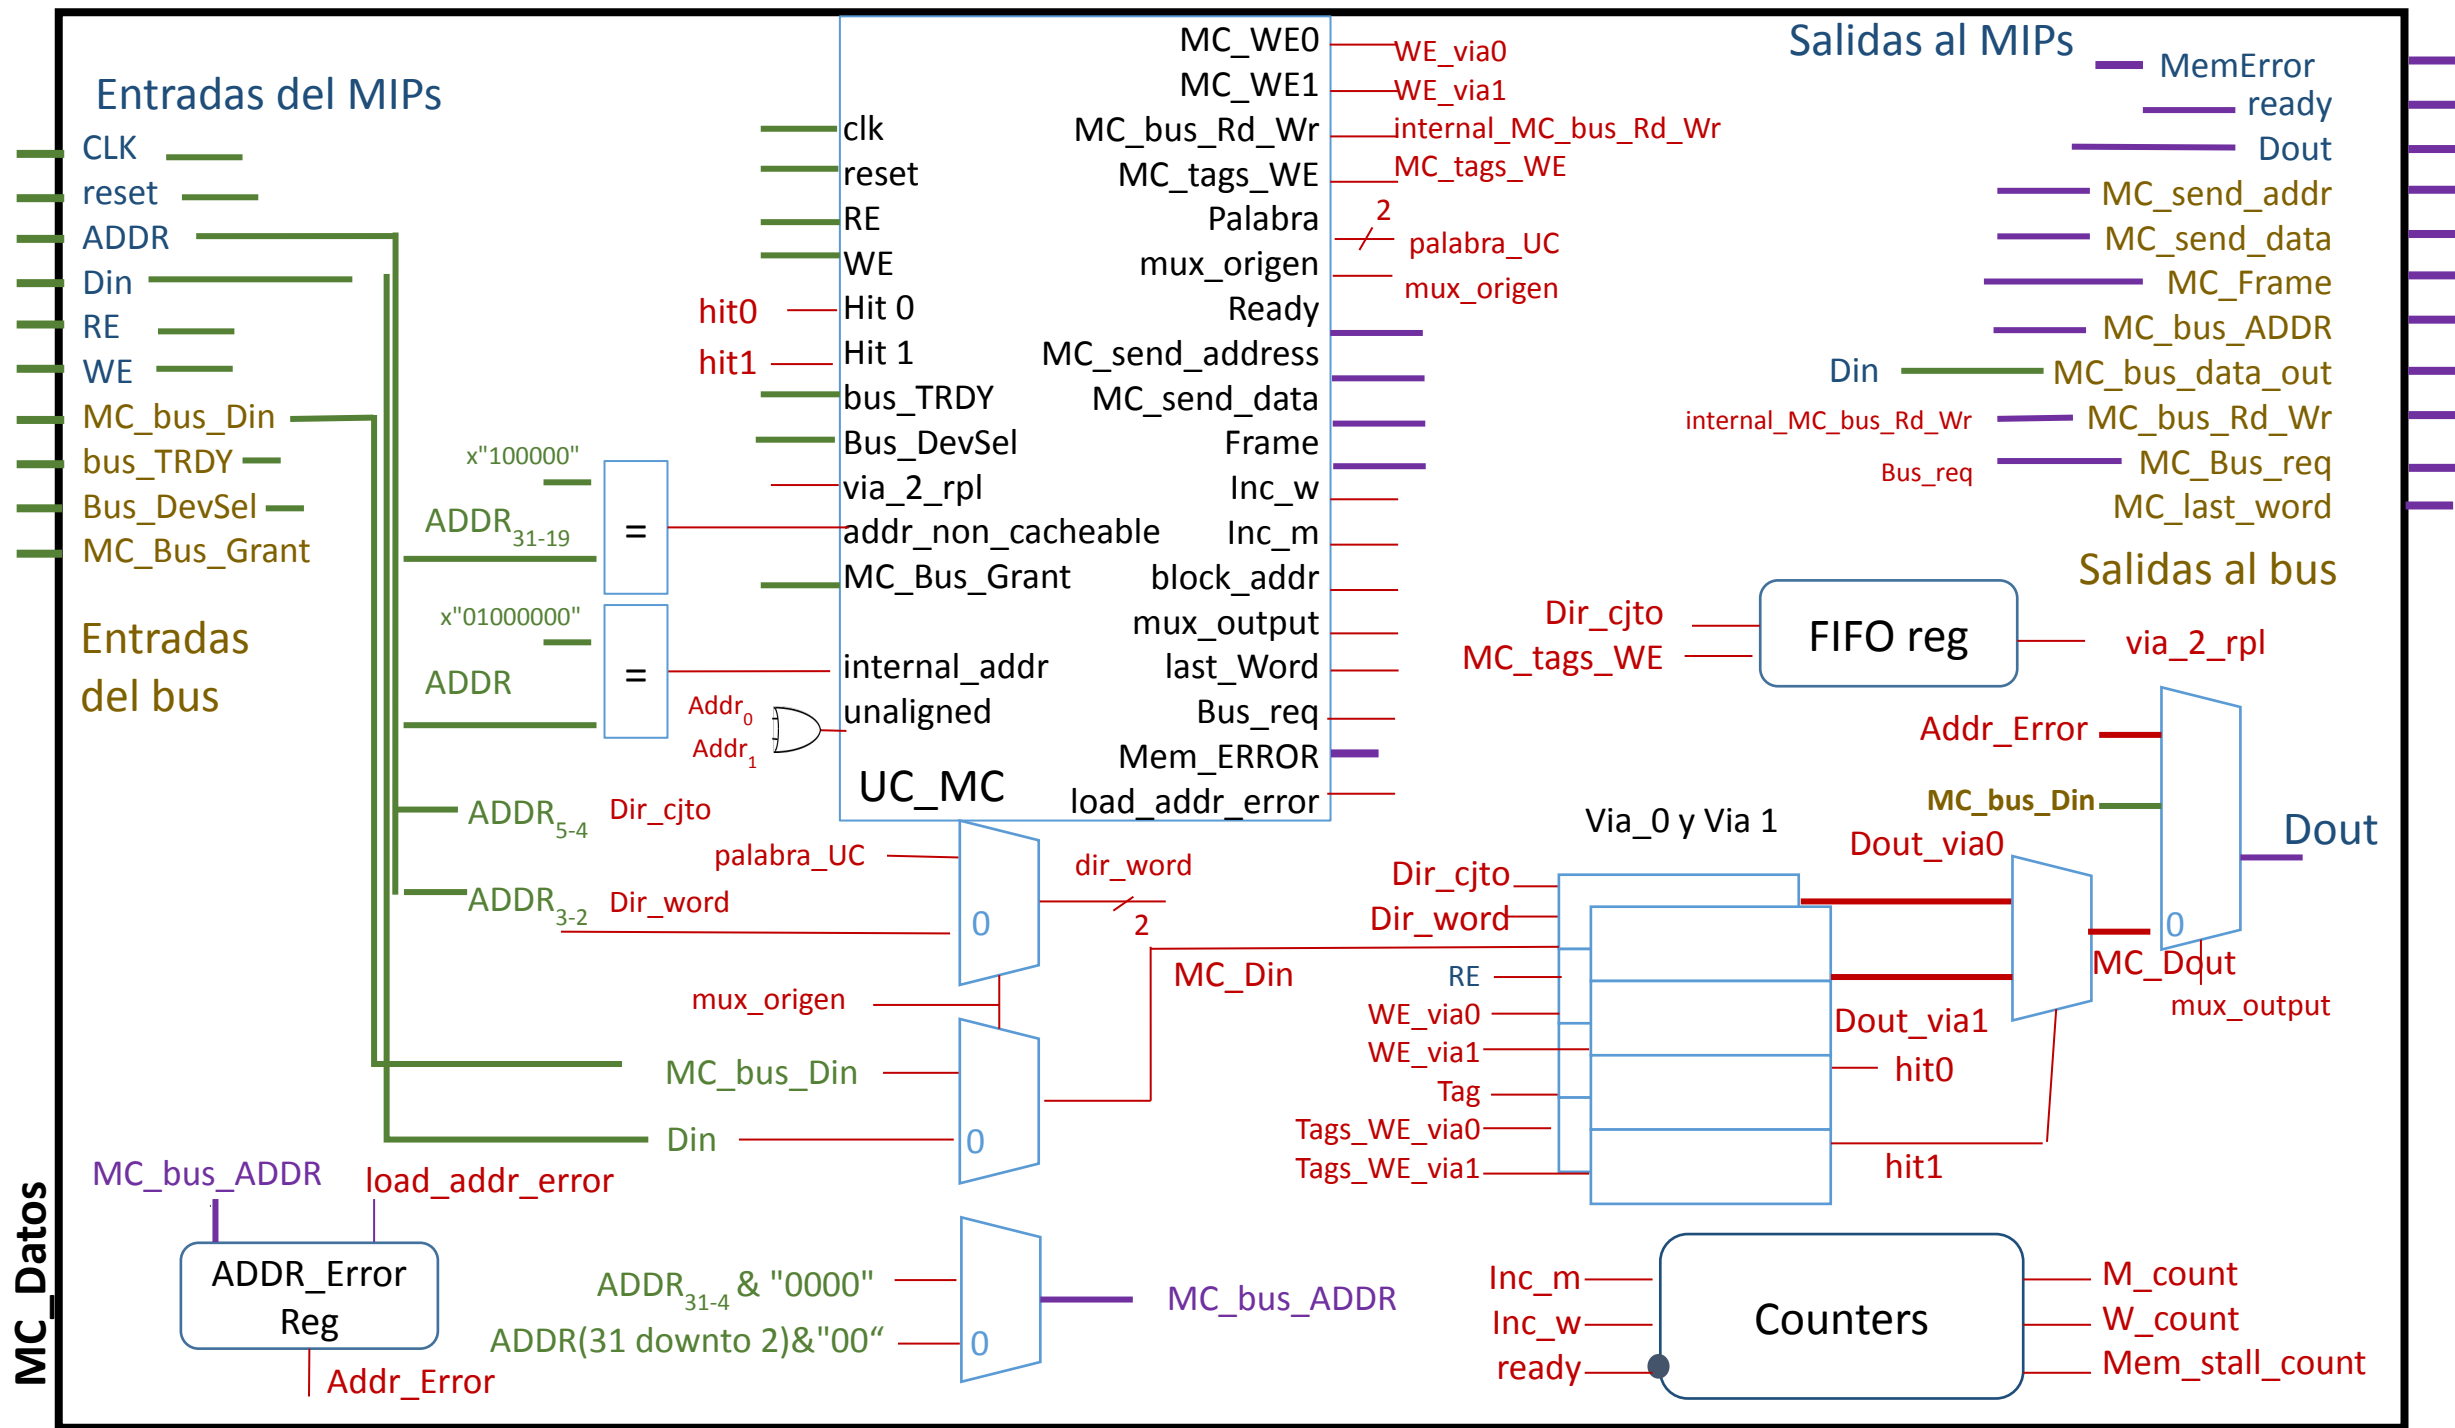 Entradas del MIPs
CLK
reset
ADDR
Din
RE
WE
MC_bus_Din
bus_TRDY
Bus_DevSel
MC_Bus_Grant
Entradas
del bus
hit0
hit1
x"100000"
ADDR31-19
=
x"01000000"
ADDR
=
Addr0
Addr1
clk
reset
RE
WE
Hit 0
Hit 1
bus_TRDY
Bus_DevSel
via_2_rpl
addr_non_cacheable
MC_Bus_Grant
internal_addr
unaligned
UC_MC
MC_WE0
MC_WE1
MC_bus_Rd_Wr
MC_tags_WE
Palabra
mux_origen
Ready
MC_send_address
MC_send_data
Frame
Inc_w
Inc_m
block_addr
mux_output
last_Word
Bus_req
Mem_ERROR
load_addr_error
WE_via0
WE_via1
internal_MC_bus_Rd_Wr
MC_tags_WE
2
palabra_UC
mux_origen
Salidas al MIPs
MemError
ready
Dout
MC_send_addr
MC_send_data
MC_Frame
MC_bus_ADDR
Din
MC_bus_data_out
internal_MC_bus_Rd_Wr
MC_bus_Rd_Wr
Bus_req
MC_Bus_req
MC_last_word
Salidas al bus
Dir_cjto
MC_tags_WE
FIFO reg
via_2_rpl
Addr_Error
MC_bus_Din
Dout
0
MC_Dout
mux_output
ADDR5-4 Dir_cjto
ADDR3-2 Dir_word
palabra_UC
0
dir_word
2
mux_origen
MC_bus_Din
Din
0
MC_Din
Via_0 y Via 1
Dout_via0
Dir_cjto
Dir_word
RE
WE_via0
WE_via1
Tag
Tags_WE_via0
Tags_WE_via1
Dout_via1
hit0
hit1
MC_bus_ADDR
load_addr_error
ADDR_Error
Reg
Addr_Error
ADDR31-4 & "0000"
ADDR(31 downto 2)&"00“
0
MC_bus_ADDR
Inc_m
Inc_w
ready
Counters
M_count
W_count
Mem_stall_count
MC_Datos